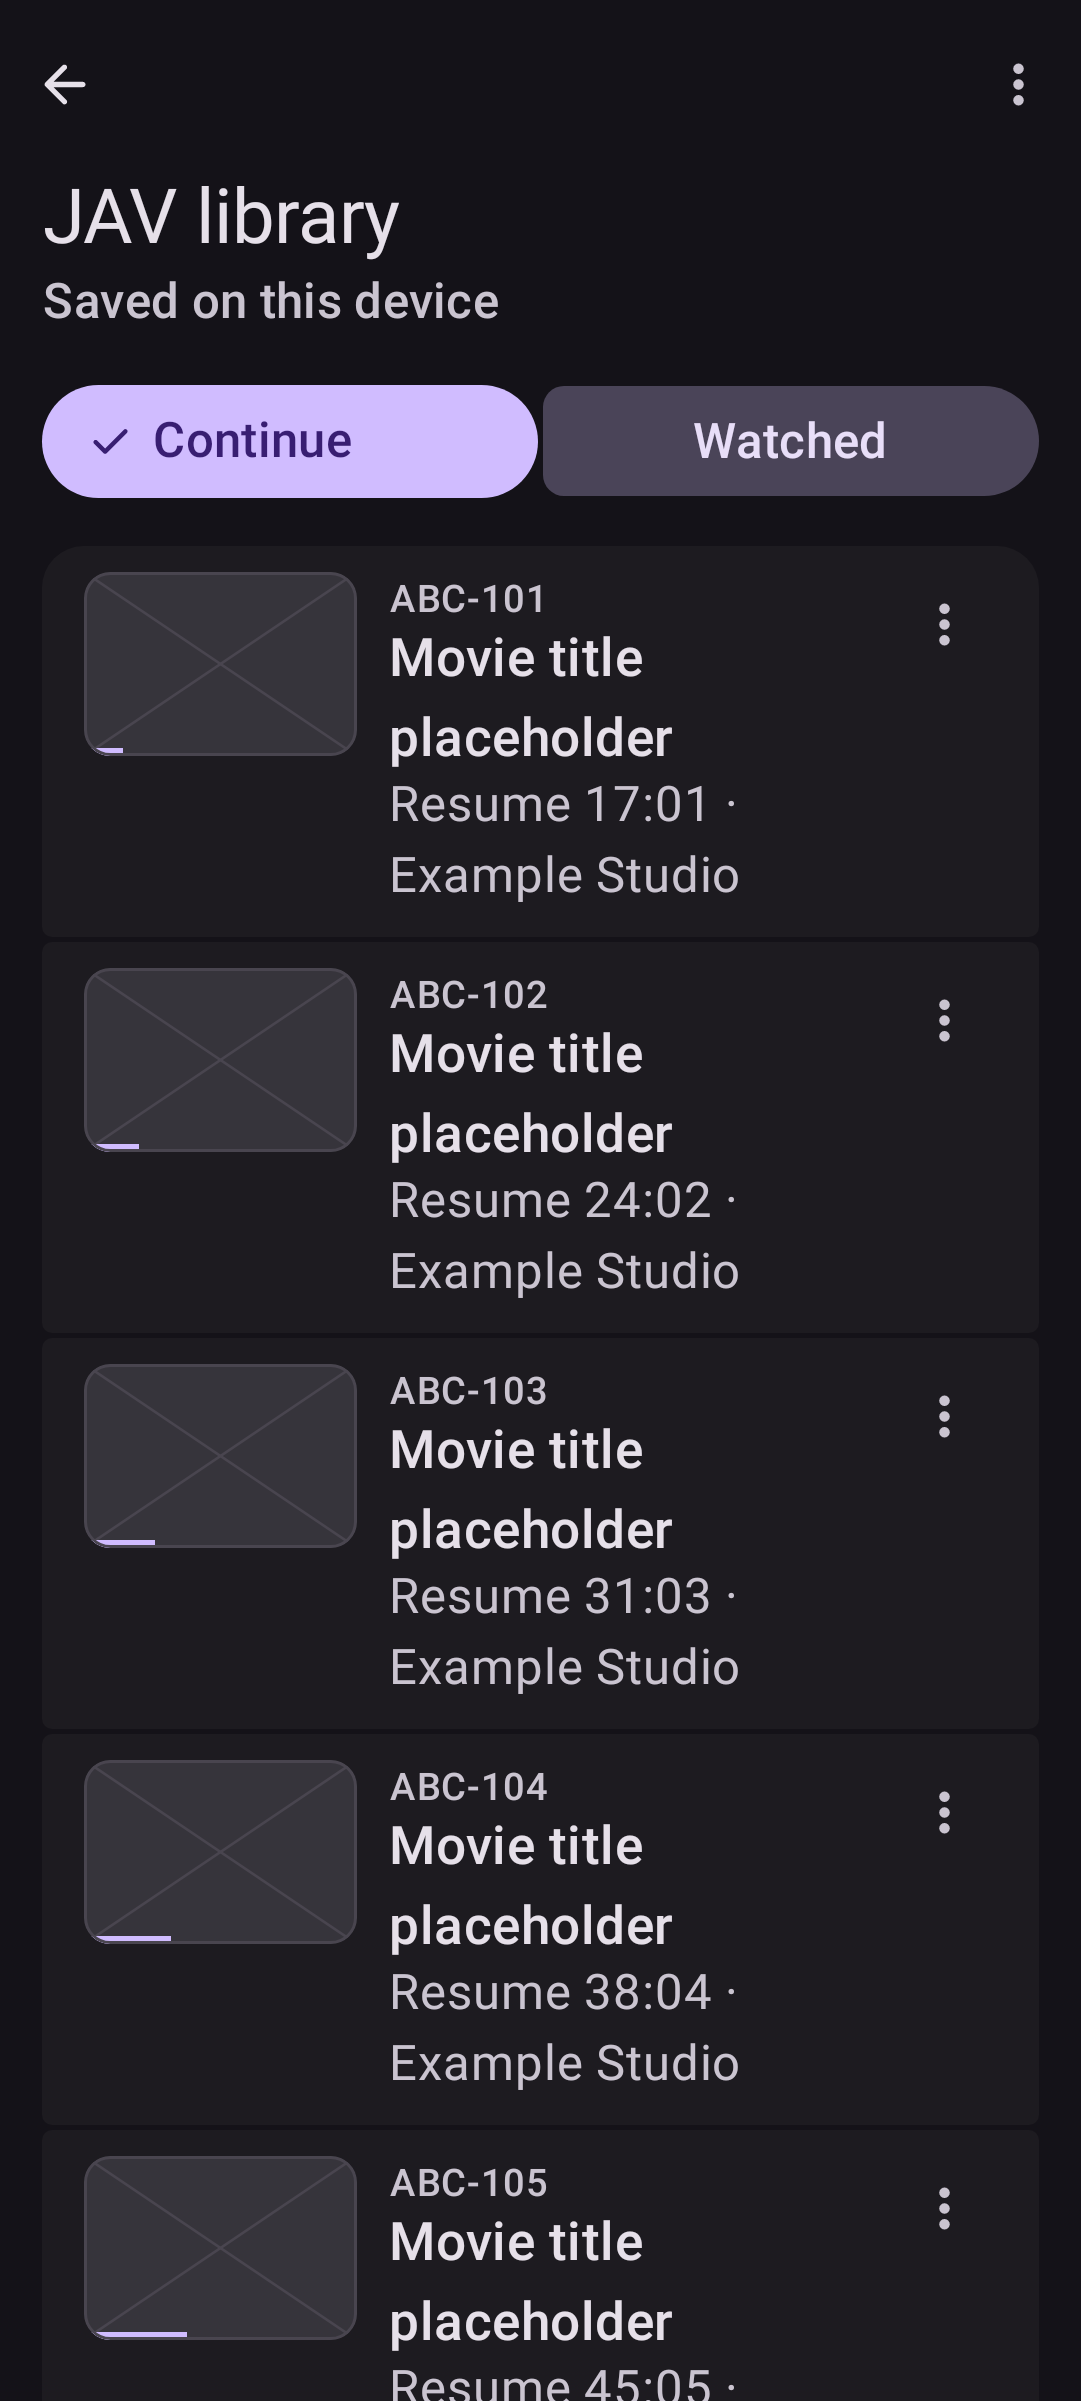 JAV library
Saved on this device
Continue
Watched
ABC-101
Movie title
placeholder
Resume 17:01 ·
Example Studio
ABC-102
Movie title
placeholder
Resume 24:02 ·
Example Studio
ABC-103
Movie title
placeholder
Resume 31:03 ·
Example Studio
ABC-104
Movie title
placeholder
Resume 38:04 ·
Example Studio
ABC-105
Movie title
placeholder
Resume 45:05 ·